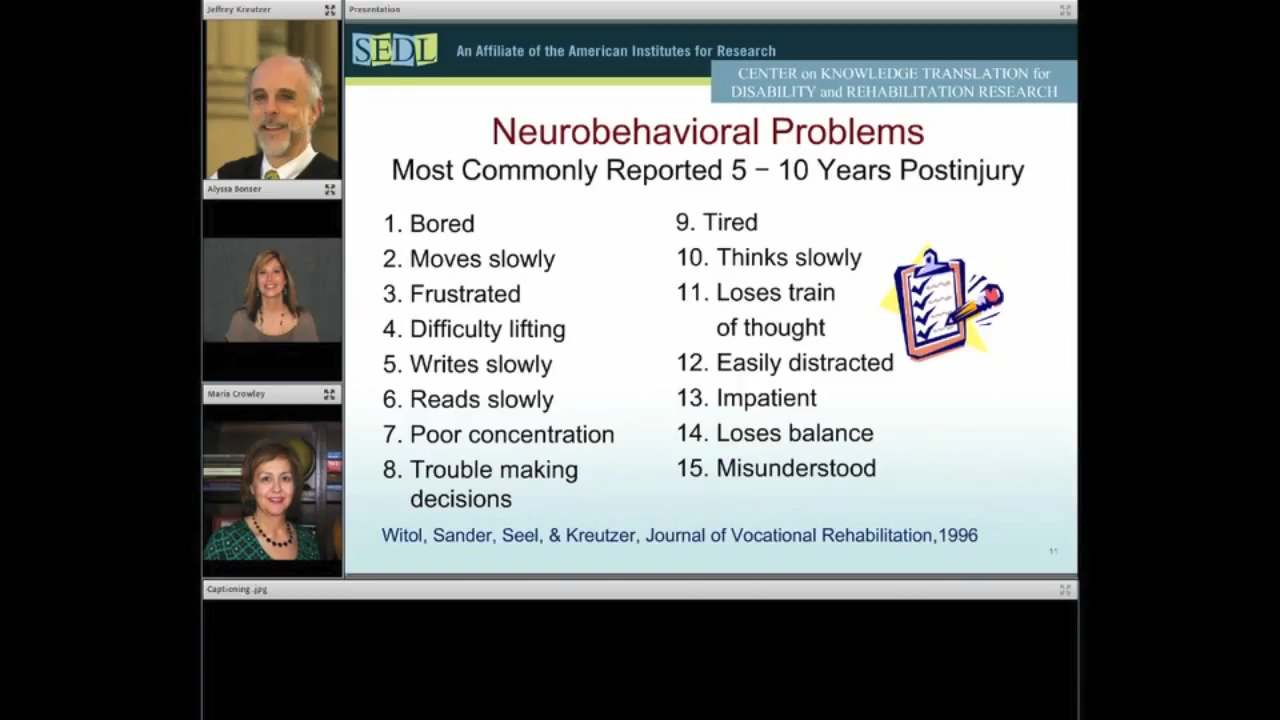 Jeffrey Kreutzer
Presentation
SEDL
An Affiliate of the American Institutes for Research
CENTER on KNOWLEDGE TRANSLATION for
DISABILITY and REHABILITATION RESEARCH
Alyssa Bonser
Maria Crowley
Neurobehavioral Problems
Most Commonly Reported 5 – 10 Years Postinjury
1. Bored
2. Moves slowly
3. Frustrated
4. Difficulty lifting
5. Writes slowly
6. Reads slowly
7. Poor concentration
8. Trouble making
decisions
9. Tired
10. Thinks slowly
11. Loses train
of thought
12. Easily distracted
13. Impatient
14. Loses balance
15. Misunderstood
Witol, Sander, Seel, & Kreutzer, Journal of Vocational Rehabilitation,1996
11
Captioning .jpg